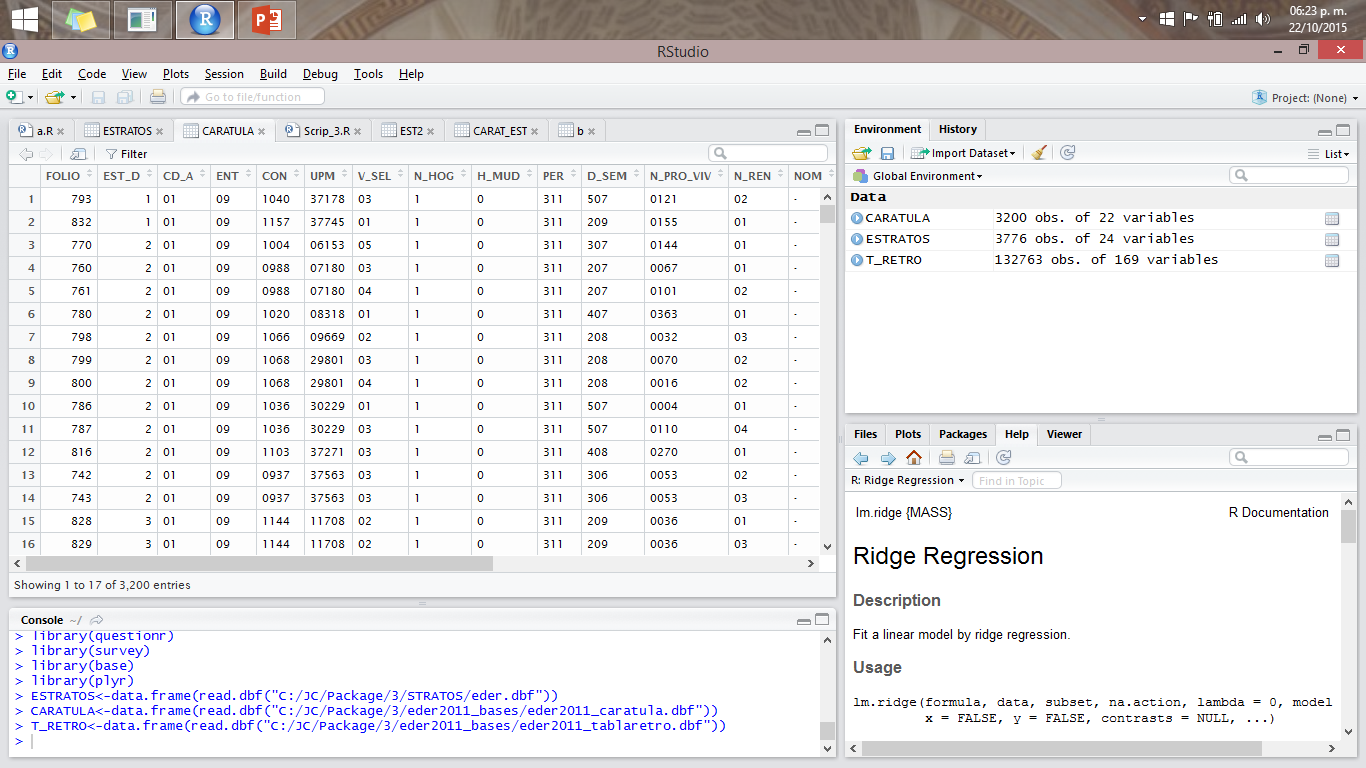 06:23 p. m.
22/10/2015
RStudio
File Edit Code View Plots Session Build Debug Tools Help
Go to file/function
Project: (None)
a.R ESTRATOS CARATULA Scrip_3.R EST2 CARAT_EST b
Filter
FOLIO EST_D CD_A ENT CON UPM V_SEL N_HOG H_MUD PER D_SEM N_PRO_VIV N_REN NOM
1 793 1 01 09 1040 37178 03 1 0 311 507 0121 02 -
2 832 1 01 09 1157 37745 01 1 0 311 209 0155 01 -
3 770 2 01 09 1004 06153 05 1 0 311 307 0144 01 -
4 760 2 01 09 0988 07180 03 1 0 311 207 0067 01 -
5 761 2 01 09 0988 07180 04 1 0 311 207 0101 02 -
6 780 2 01 09 1020 08318 01 1 0 311 407 0363 01 -
7 798 2 01 09 1066 09669 02 1 0 311 208 0032 03 -
8 799 2 01 09 1068 29801 03 1 0 311 208 0070 02 -
9 800 2 01 09 1068 29801 04 1 0 311 208 0016 02 -
10 786 2 01 09 1036 30229 01 1 0 311 507 0004 01 -
11 787 2 01 09 1036 30229 03 1 0 311 507 0110 04 -
12 816 2 01 09 1103 37271 03 1 0 311 408 0270 01 -
13 742 2 01 09 0937 37563 03 1 0 311 306 0053 02 -
14 743 2 01 09 0937 37563 03 1 0 311 306 0053 03 -
15 828 3 01 09 1144 11708 02 1 0 311 209 0036 01 -
16 829 3 01 09 1144 11708 02 1 0 311 209 0036 03 -
Showing 1 to 17 of 3,200 entries
Console ~/
> library(questionr)
> library(survey)
> library(base)
> library(plyr)
> ESTRATOS<-data.frame(read.dbf("C:/JC/Package/3/STRATOS/eder.dbf"))
> CARATULA<-data.frame(read.dbf("C:/JC/Package/3/eder2011_bases/eder2011_caratula.dbf"))
> T_RETRO<-data.frame(read.dbf("C:/JC/Package/3/eder2011_bases/eder2011_tablaretro.dbf"))
>
Environment History
Import Dataset List
Global Environment
Data
CARATULA 3200 obs. of 22 variables
ESTRATOS 3776 obs. of 24 variables
T_RETRO 132763 obs. of 169 variables
Files Plots Packages Help Viewer
R: Ridge Regression Find in Topic
lm.ridge {MASS} R Documentation
Ridge Regression
Description
Fit a linear model by ridge regression.
Usage
lm.ridge(formula, data, subset, na.action, lambda = 0, model
x = FALSE, y = FALSE, contrasts = NULL, ...)